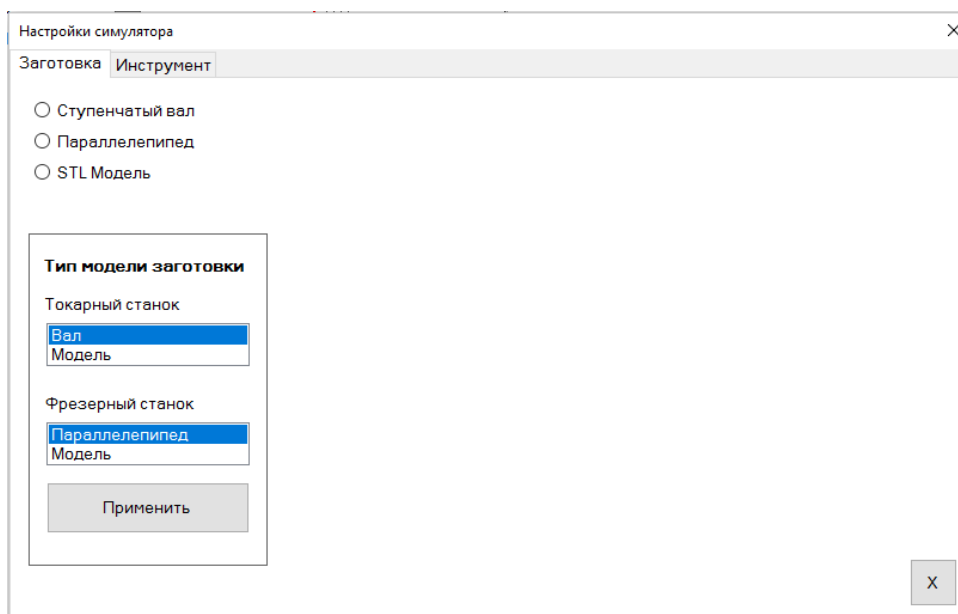 Настройки симулятора
Заготовка Инструмент
Ступенчатый вал
Параллелепипед
STL Модель
Тип модели заготовки
Токарный станок
Вал
Модель
Фрезерный станок
Параллелепипед
Модель
Применить
X